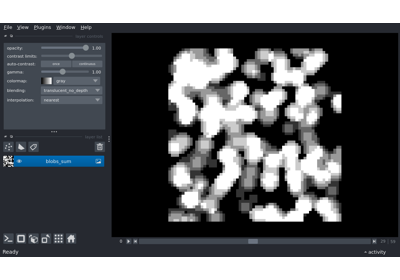 File View Plugins Window Help
opacity: 1.00
contrast limits:
auto-contrast: once continuous
gamma: 1.00
colormap: gray
blending: translucent_no_depth
interpolation: nearest
blobs_sum
Ready
activity